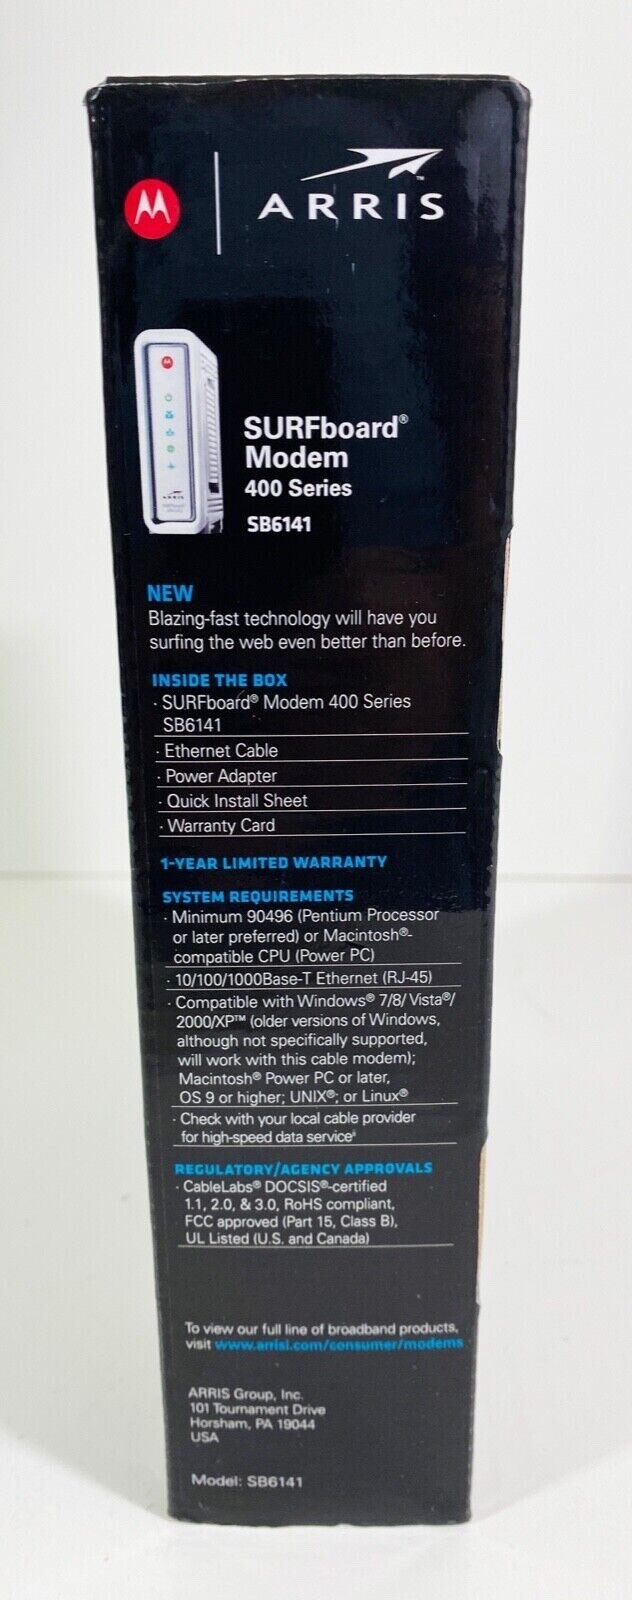 ARRIS™
ARRIS
SURFboard®
Modem
400 Series
SB6141
NEW
Blazing-fast technology will have you
surfing the web even better than before.
INSIDE THE BOX
· SURFboard® Modem 400 Series
SB6141
· Ethernet Cable
· Power Adapter
· Quick Install Sheet
· Warranty Card
1-YEAR LIMITED WARRANTY
SYSTEM REQUIREMENTS
· Minimum 90496 (Pentium Processor
or later preferred) or Macintosh®-
compatible CPU (Power PC)
· 10/100/1000Base-T Ethernet (RJ-45)
· Compatible with Windows® 7/8/ Vista®/
2000/XP™ (older versions of Windows,
although not specifically supported,
will work with this cable modem);
Macintosh® Power PC or later,
OS 9 or higher; UNIX®; or Linux®
· Check with your local cable provider
for high-speed data service
REGULATORY/AGENCY APPROVALS
· CableLabs® DOCSIS®-certified
1.1, 2.0, & 3.0, RoHS compliant,
FCC approved (Part 15, Class B),
UL Listed (U.S. and Canada)
To view our full line of broadband products,
visit www.arrisi.com/consumer/modems
ARRIS Group, Inc.
101 Tournament Drive
Horsham, PA 19044
USA
Model: SB6141